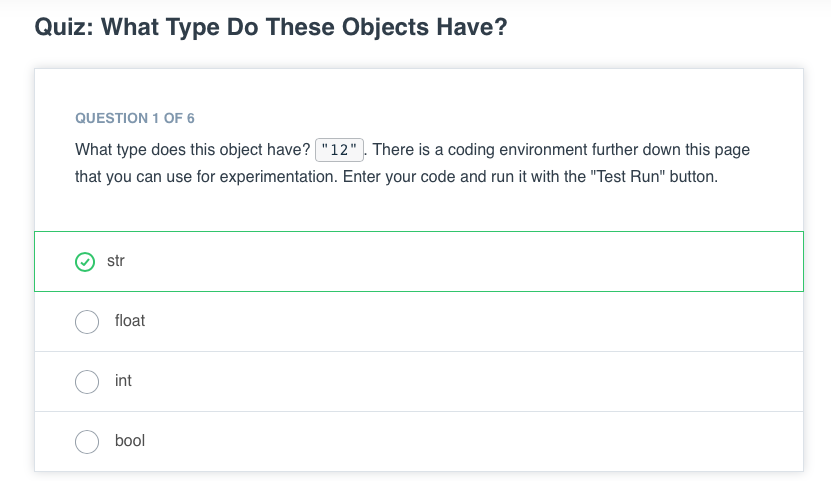 Quiz: What Type Do These Objects Have?
QUESTION 1 OF 6
What type does this object have? "12". There is a coding environment further down this page
that you can use for experimentation. Enter your code and run it with the "Test Run" button.
str
float
int
bool